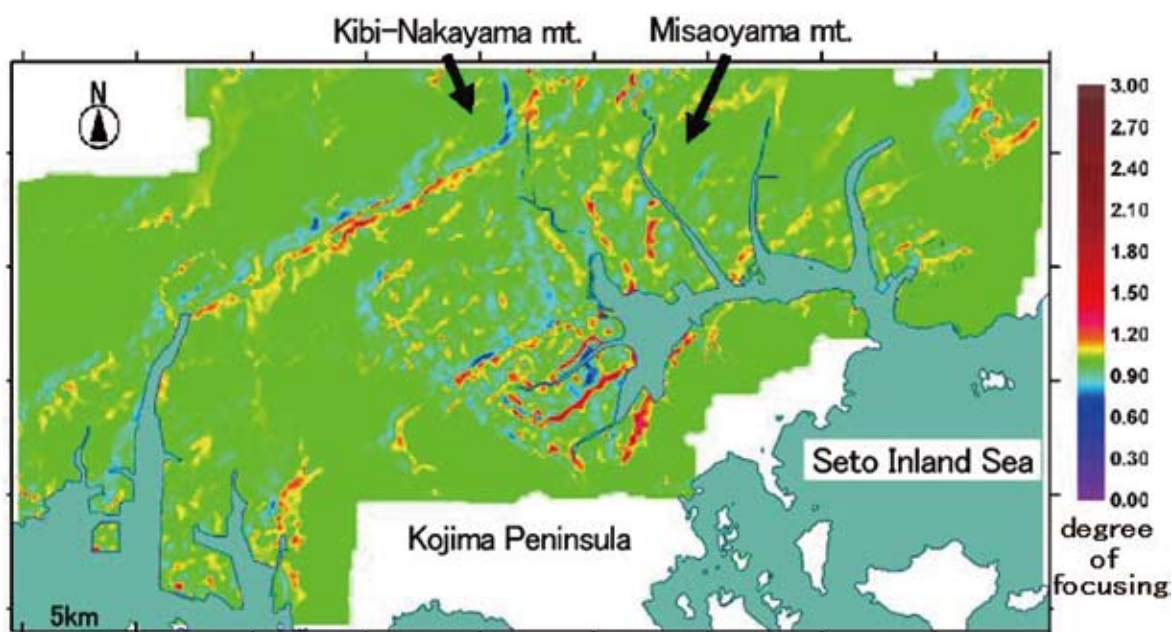 Kibi-Nakayama mt.
Misaoyama mt.
N
3.00
2.70
2.40
2.10
1.80
1.50
1.20
0.90
0.60
0.30
0.00
degree
of
focusing
Seto Inland Sea
Kojima Peninsula
5km